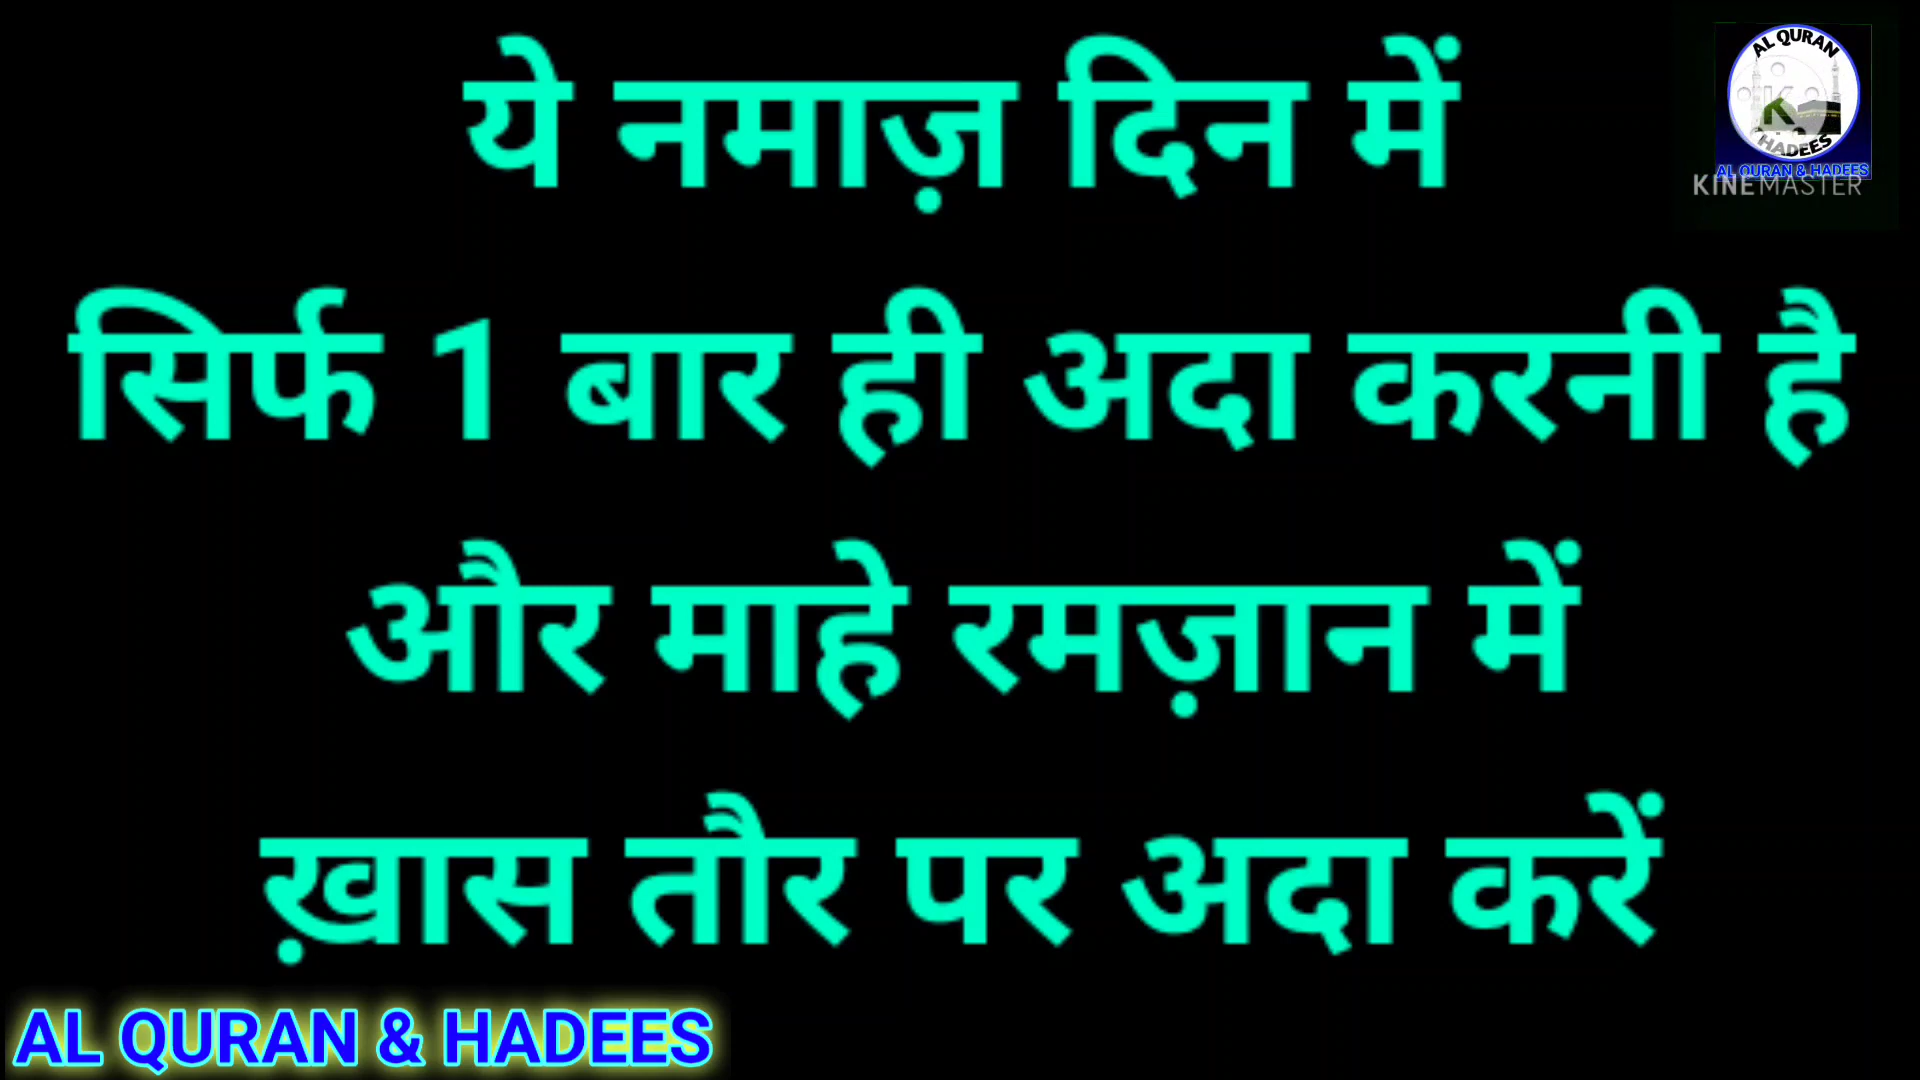 ये नमाज़ दिन में
सिर्फ 1 बार ही अदा करनी है
और माहे रमज़ान में
ख़ास तौर पर अदा करें
AL QURAN & HADEES
AL QURAN
HADEES
AL QURAN & HADEES
KINEMASTER